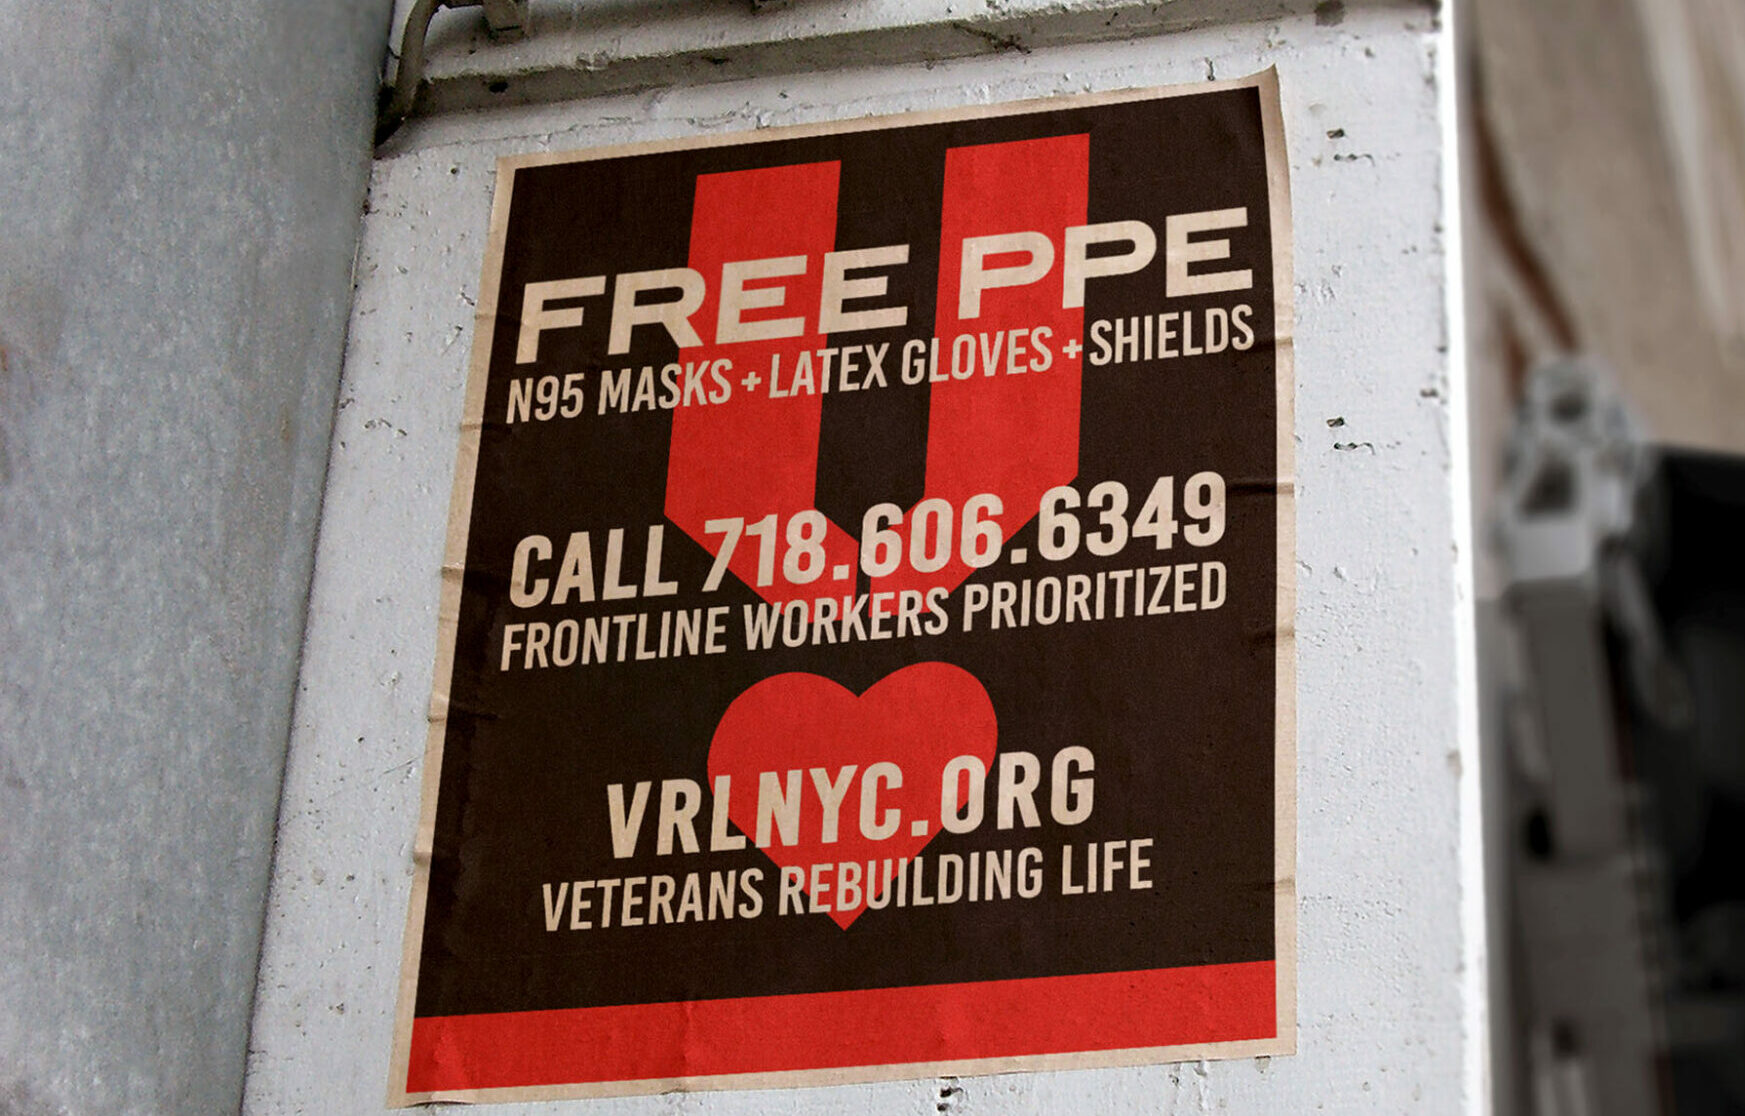 FREE PPE
N95 MASKS + LATEX GLOVES + SHIELDS
CALL 718.606.6349
FRONTLINE WORKERS PRIORITIZED
VRLNYC.ORG
VETERANS REBUILDING LIFE